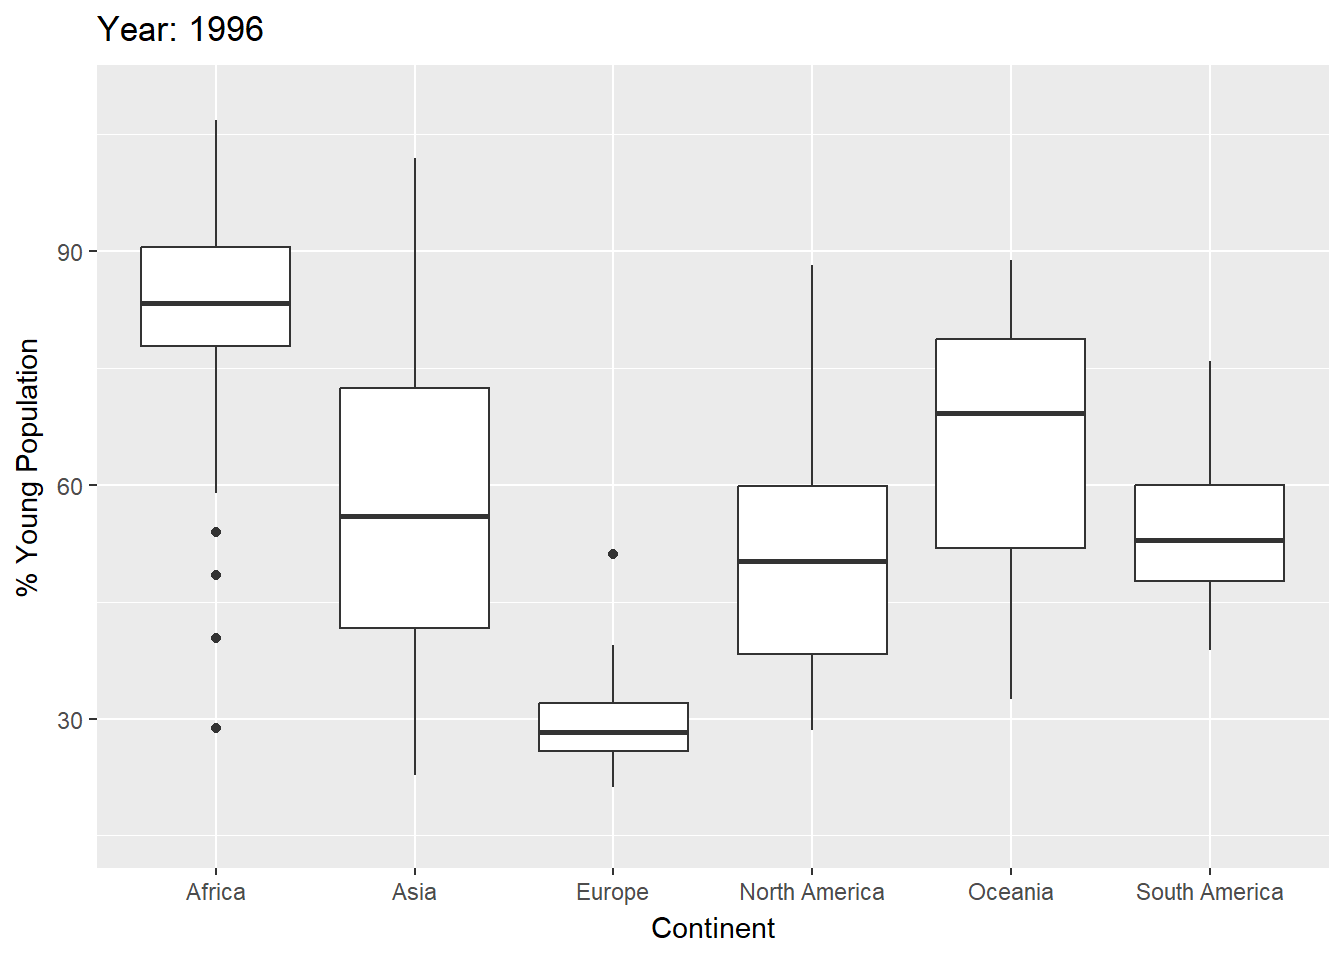 Year: 1996
% Young Population
90
60
30
Africa
Asia
Europe
North America
Oceania
South America
Continent